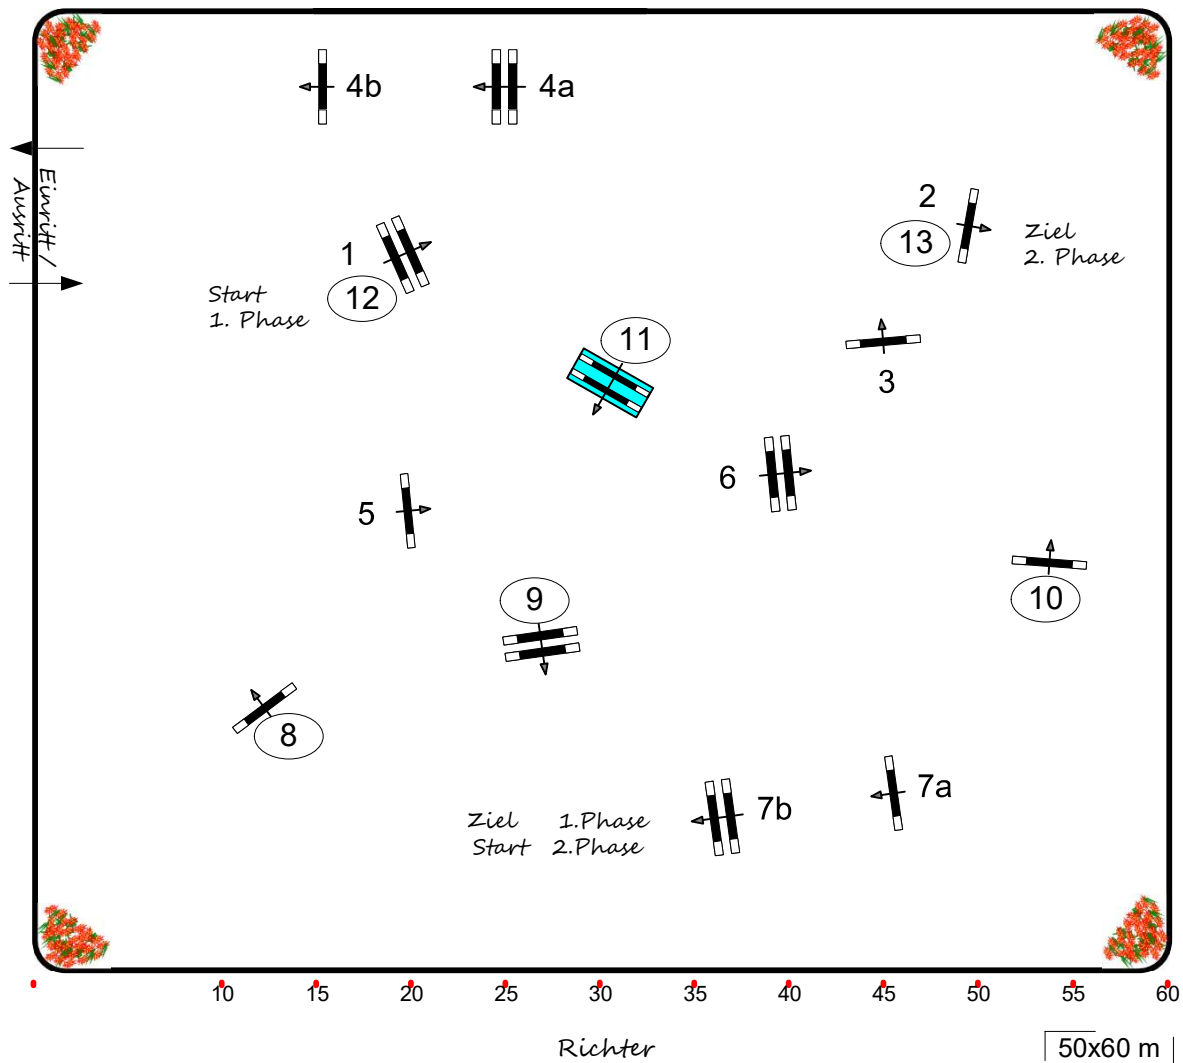 4b
4a
Einritt /
Ausritt
2
13
Ziel
2. Phase
1
12
Start
1. Phase
11
3
6
5
9
10
8
7a
7b
Ziel 1.Phase
Start 2.Phase
10 15 20 25 30 35 40 45 50 55 60
Richter
50x60 m